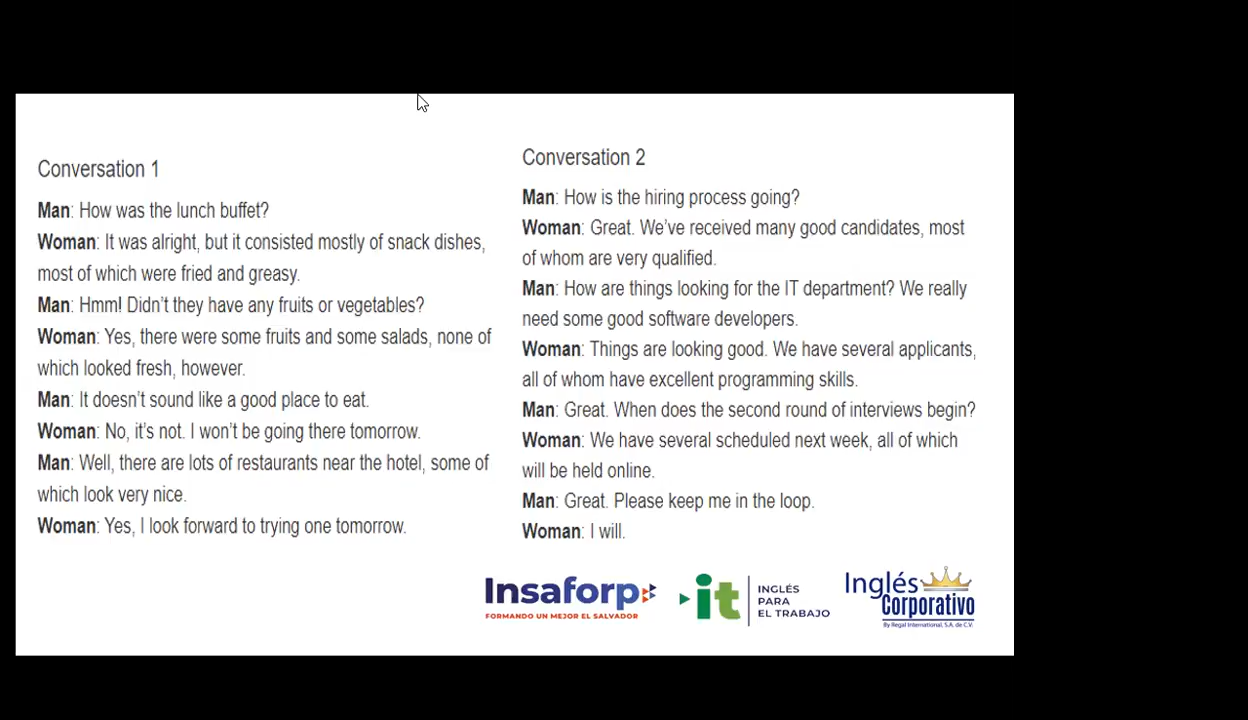 Conversation 1
Man: How was the lunch buffet?
Woman: It was alright, but it consisted mostly of snack dishes,
most of which were fried and greasy.
Man: Hmm! Didn't they have any fruits or vegetables?
Woman: Yes, there were some fruits and some salads, none of
which looked fresh, however.
Man: It doesn't sound like a good place to eat.
Woman: No, it's not. I won't be going there tomorrow.
Man: Well, there are lots of restaurants near the hotel, some of
which look very nice.
Woman: Yes, I look forward to trying one tomorrow.
Conversation 2
Man: How is the hiring process going?
Woman: Great. We've received many good candidates, most
of whom are very qualified.
Man: How are things looking for the IT department? We really
need some good software developers.
Woman: Things are looking good. We have several applicants,
all of whom have excellent programming skills.
Man: Great. When does the second round of interviews begin?
Woman: We have several scheduled next week, all of which
will be held online.
Man: Great. Please keep me in the loop.
Woman: I will.
Insaforp
FORMANDO UN MEJOR EL SALVADOR
it
INGLÉS
PARA
EL TRABAJO
Inglés
Corporativo
By Regal International, S.A. de C.V.